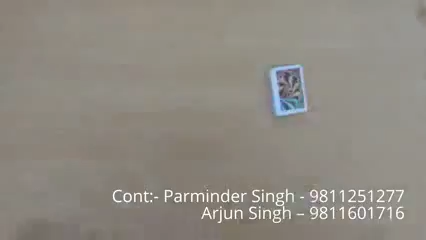 Cont:- Parminder Singh - 9811251277
Arjun Singh – 9811601716